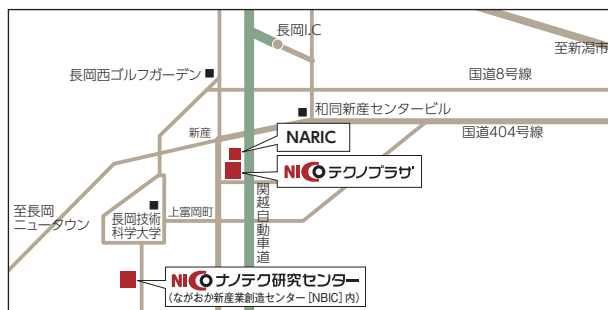 長岡I.C
至新潟市
長岡西ゴルフガーデン
国道8号線
和同新産センタービル
新産
国道404号線
NARIC
NICO テクノプラザ
関越自動車道
至長岡
ニュータウン
長岡技術
科学大学
上富岡町
NICO ナノテク研究センター
(ながおか新産業創造センター[NBIC]内)